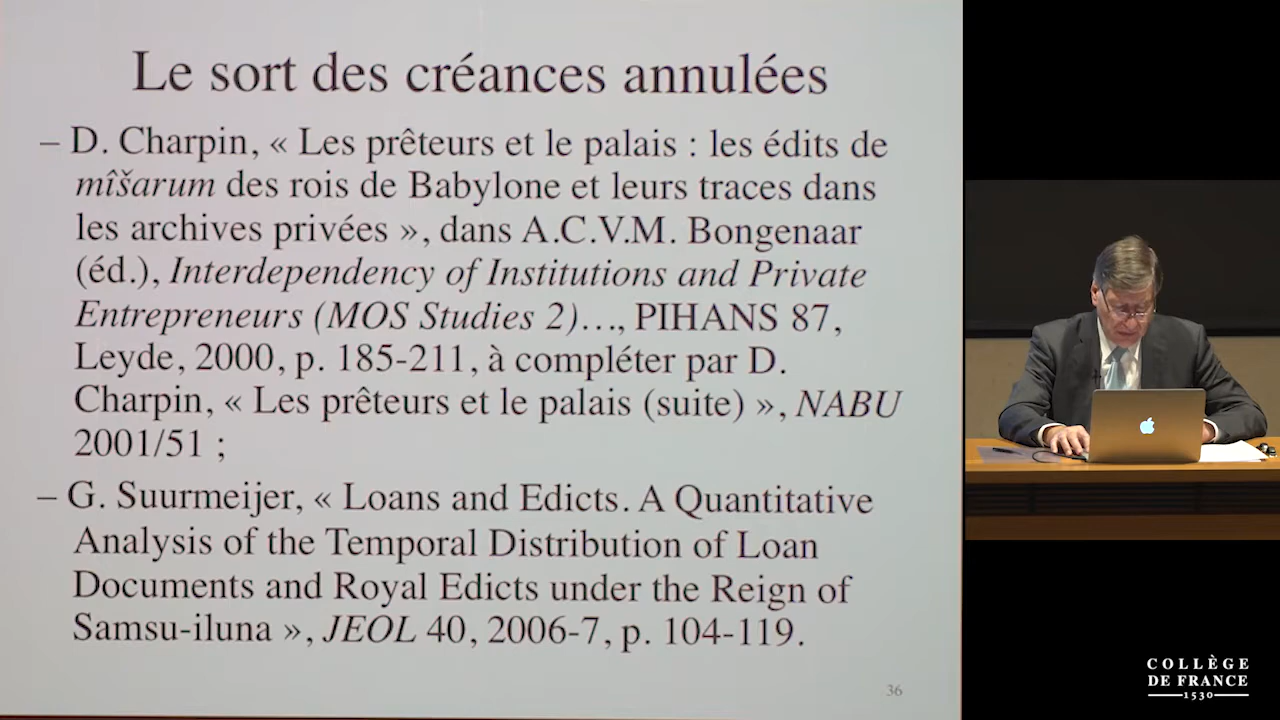 Le sort des créances annulées
– D. Charpin, « Les prêteurs et le palais : les édits de
mîšarum des rois de Babylone et leurs traces dans
les archives privées », dans A.C.V.M. Bongenaar
(éd.), Interdependency of Institutions and Private
Entrepreneurs (MOS Studies 2)…, PIHANS 87,
Leyde, 2000, p. 185-211, à compléter par D.
Charpin, « Les prêteurs et le palais (suite) », NABU
2001/51 ;
– G. Suurmeijer, « Loans and Edicts. A Quantitative
Analysis of the Temporal Distribution of Loan
Documents and Royal Edicts under the Reign of
Samsu-iluna », JEOL 40, 2006-7, p. 104-119.
36
COLLÈGE
DE FRANCE
1530